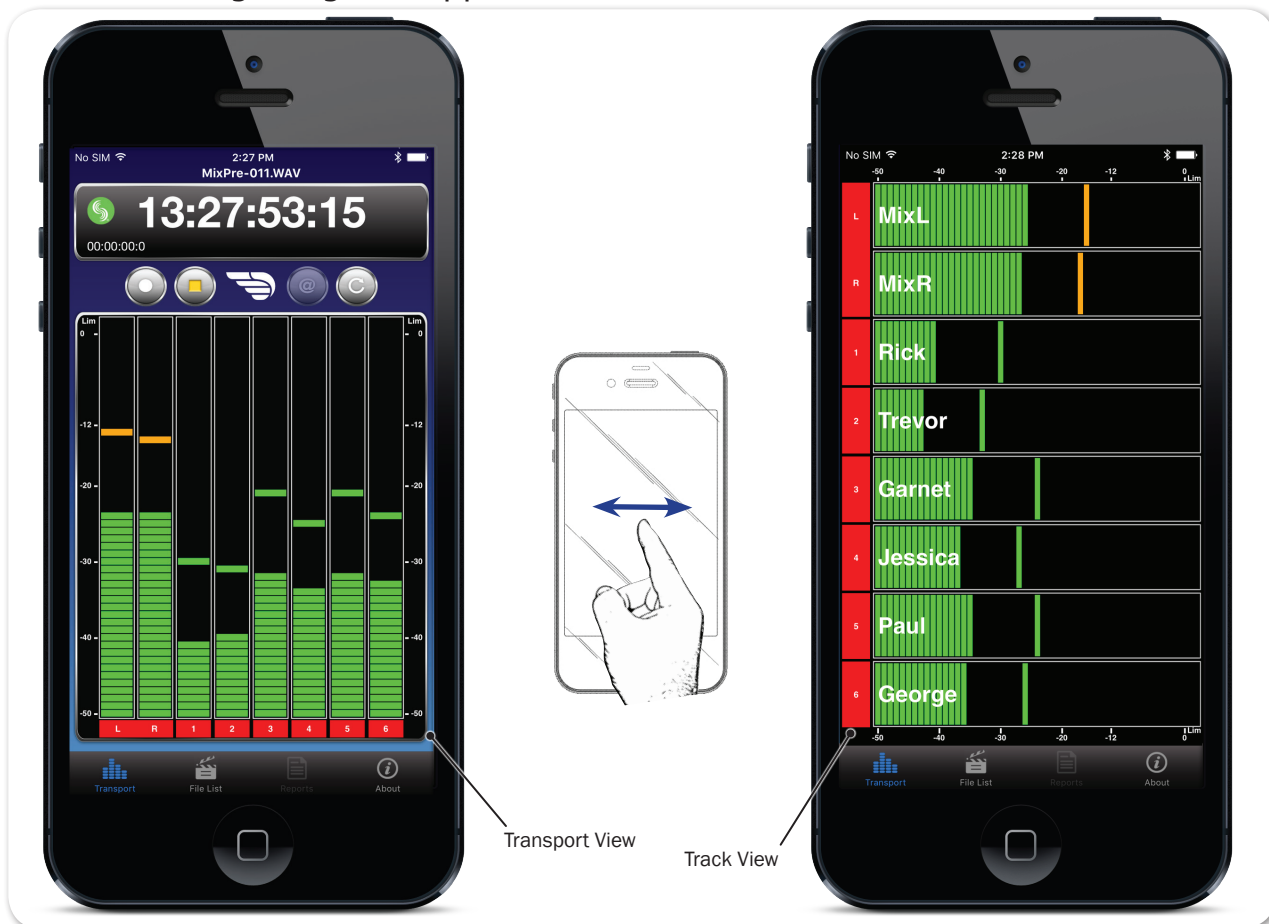 No SIM 2:27 PM
MixPre-011.WAV
13:27:53:15
00:00:00:0
@
Lim Lim
0 - - 0
-12 - - -12
-20 - - -20
-30 - - -30
-40 - - -40
-50 - - -50
L R 1 2 3 4 5 6
Transport File List Reports About
Transport View
No SIM 2:28 PM
-50 -40 -30 -20 -12 0
Lim
L MixL
R MixR
1 Rick
2 Trevor
3 Garnet
4 Jessica
5 Paul
6 George
-50 -40 -30 -20 -12 0 Lim
Transport File List Reports About
Track View